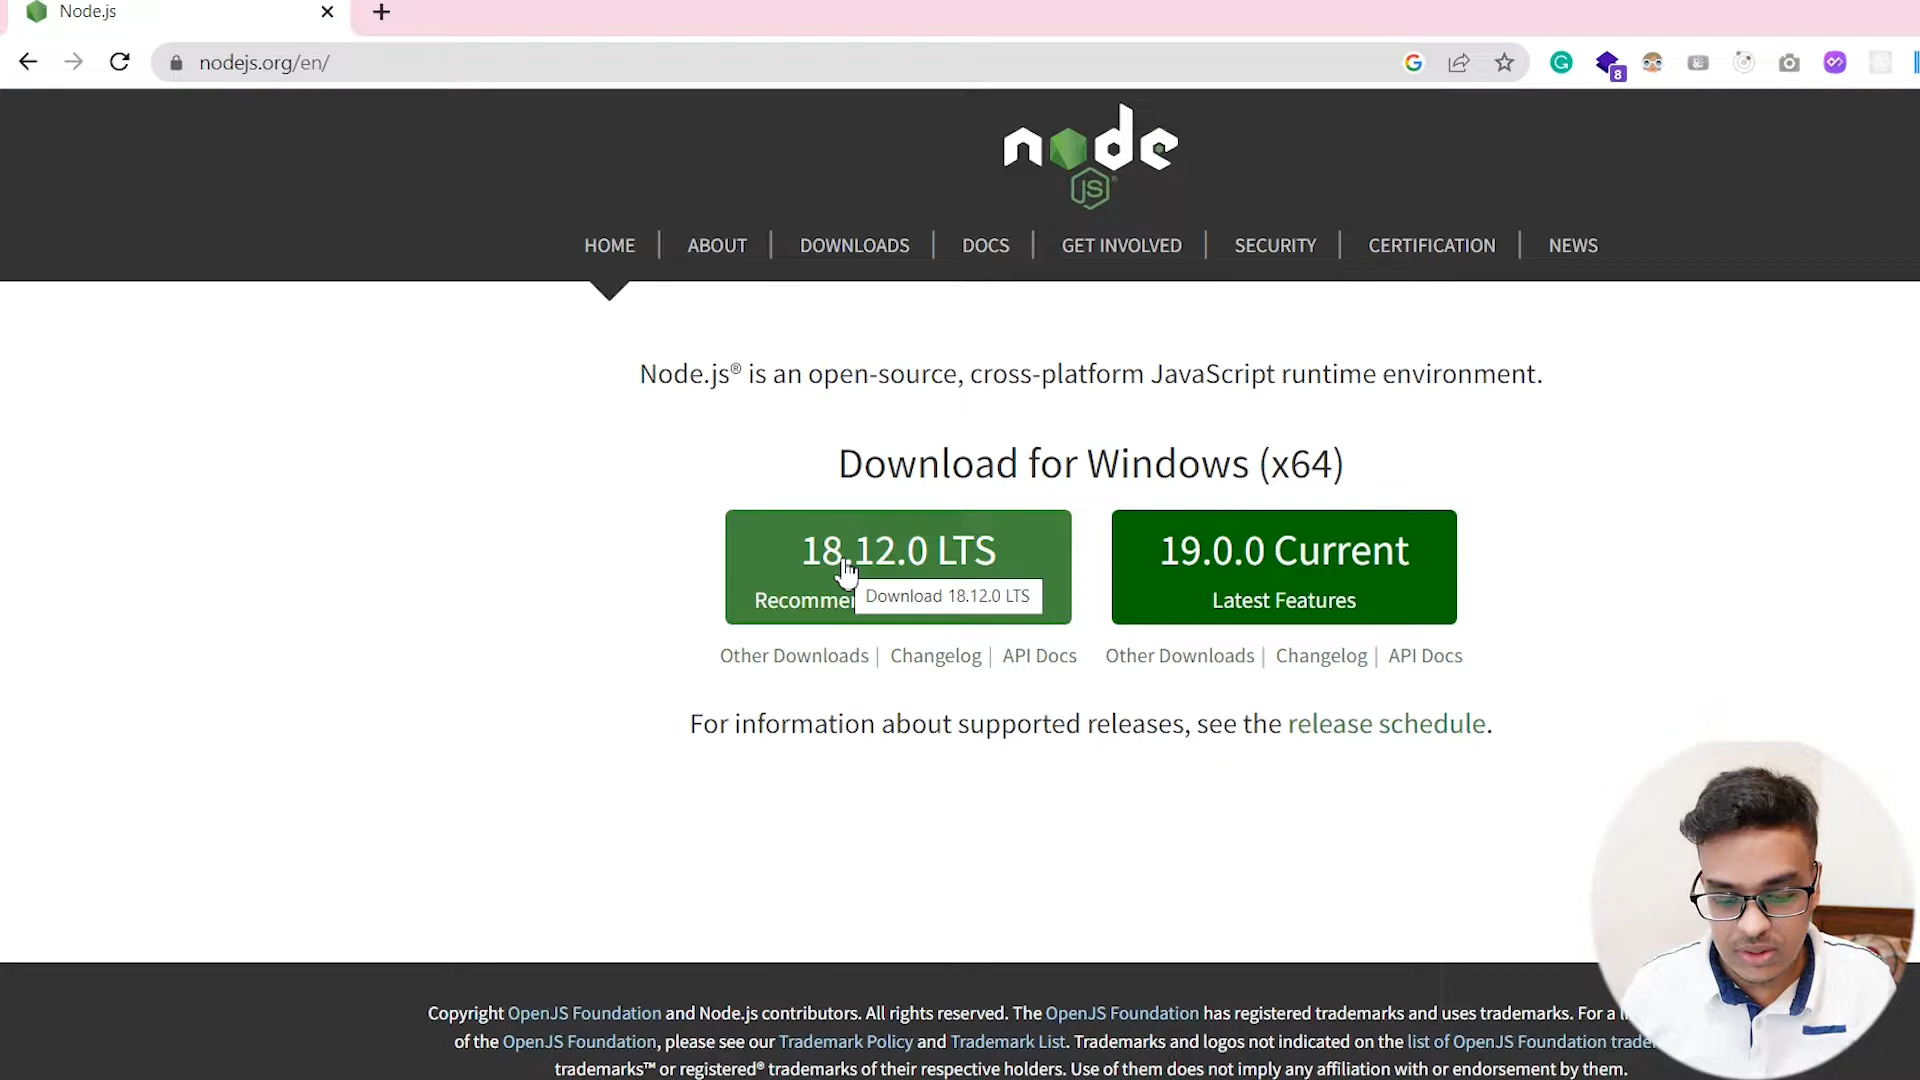 Node.js
nodejs.org/en/
8
node
JS
HOME | ABOUT | DOWNLOADS | DOCS | GET INVOLVED | SECURITY | CERTIFICATION | NEWS
Node.js® is an open-source, cross-platform JavaScript runtime environment.
Download for Windows (x64)
18.12.0 LTS
Recommen
Download 18.12.0 LTS
19.0.0 Current
Latest Features
Other Downloads | Changelog | API Docs
Other Downloads | Changelog | API Docs
For information about supported releases, see the release schedule.
Copyright OpenJS Foundation and Node.js contributors. All rights reserved. The OpenJS Foundation has registered trademarks and uses trademarks. For a
of the OpenJS Foundation, please see our Trademark Policy and Trademark List. Trademarks and logos not indicated on the list of OpenJS Foundation
trademarks™ or registered® trademarks of their respective holders. Use of them does not imply any affiliation with or endorsement by them.